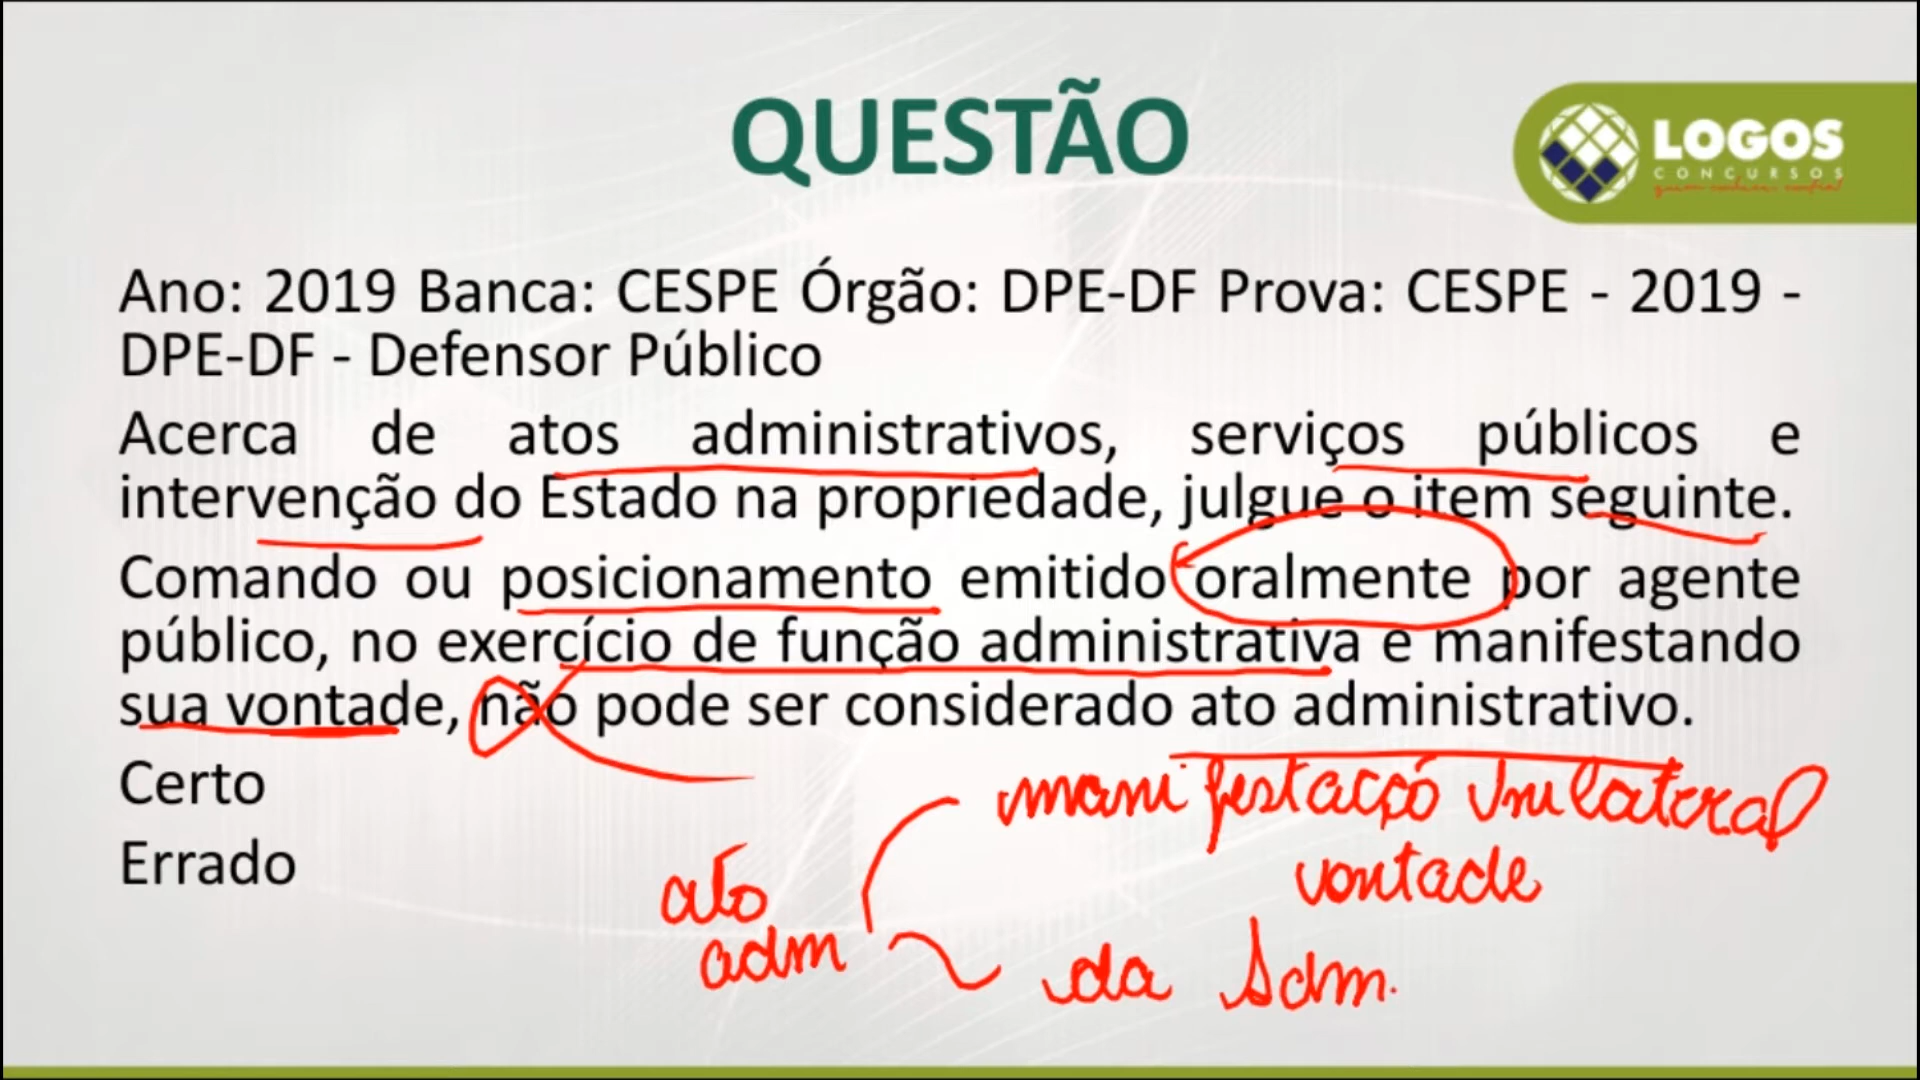 QUESTÃO
LOGOS
CONCURSOS
Ano: 2019 Banca: CESPE Órgão: DPE-DF Prova: CESPE - 2019 -
DPE-DF - Defensor Público
Acerca de atos administrativos, serviços públicos e
intervenção do Estado na propriedade, julgue o item seguinte.
Comando ou posicionamento emitido oralmente por agente
público, no exercício de função administrativa e manifestando
sua vontade, não pode ser considerado ato administrativo.
Certo
Errado
manifestação unilateral
vontade
ato
adm
da Adm.